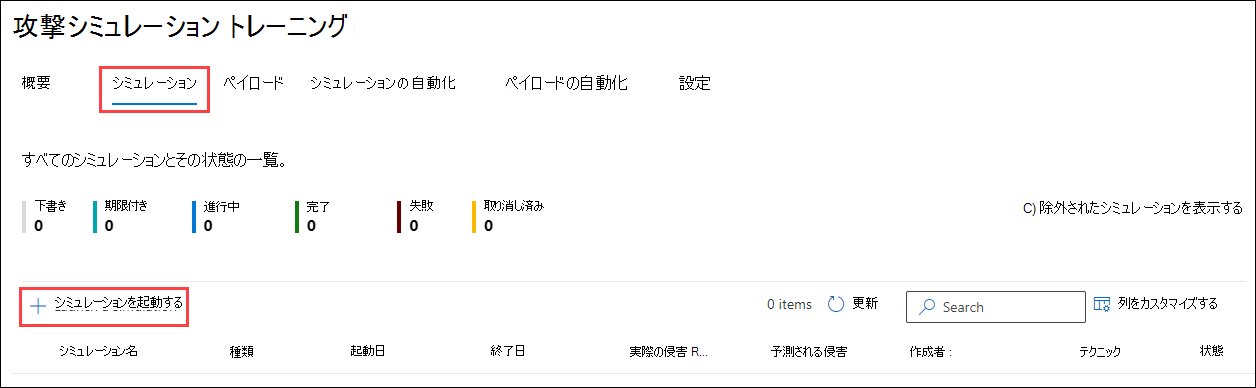 攻撃シミュレーション トレーニング
概要 シミュレーション ペイロード シミュレーションの自動化 ペイロードの自動化 設定
すべてのシミュレーションとその状態の一覧。
下書き 期限付き 進行中 完了 失敗 取り消し済み
0 0 0 0 0 0
C) 除外されたシミュレーションを表示する
シミュレーションを起動する 0 items 更新 Search 列をカスタマイズする
シミュレーション名 種類 起動日 終了日 実際の侵害 R... 予測される侵害 作成者 : テクニック 状態